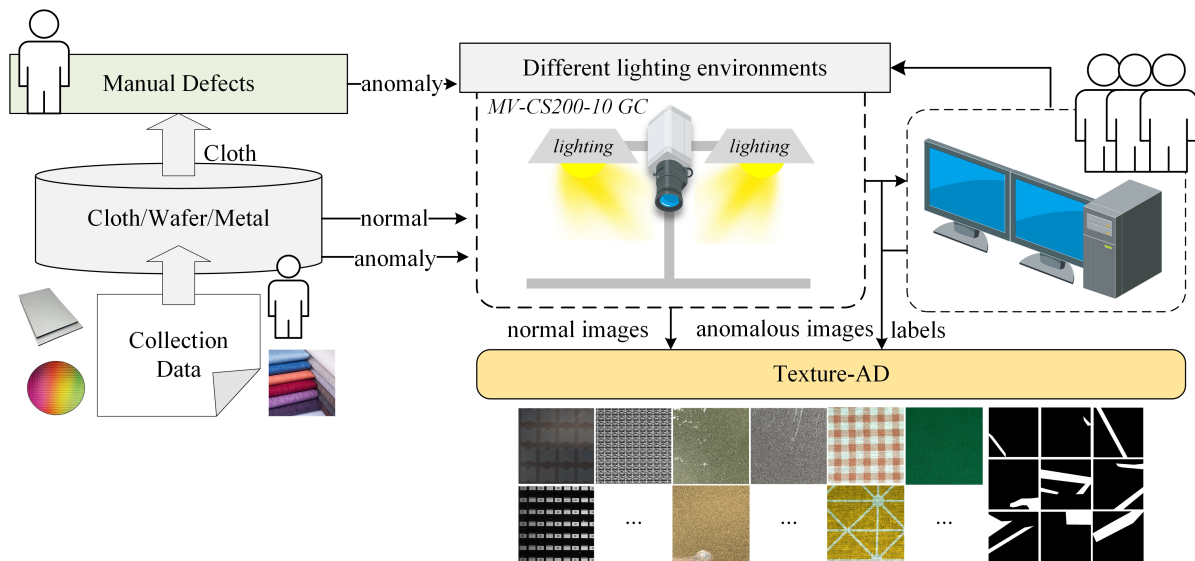 Manual Defects
anomaly
Different lighting environments
MV-CS200-10 GC
lighting
lighting
Cloth
Cloth/Wafer/Metal
normal
anomaly
Collection
Data
normal images
anomalous images
labels
Texture-AD
...
...
...